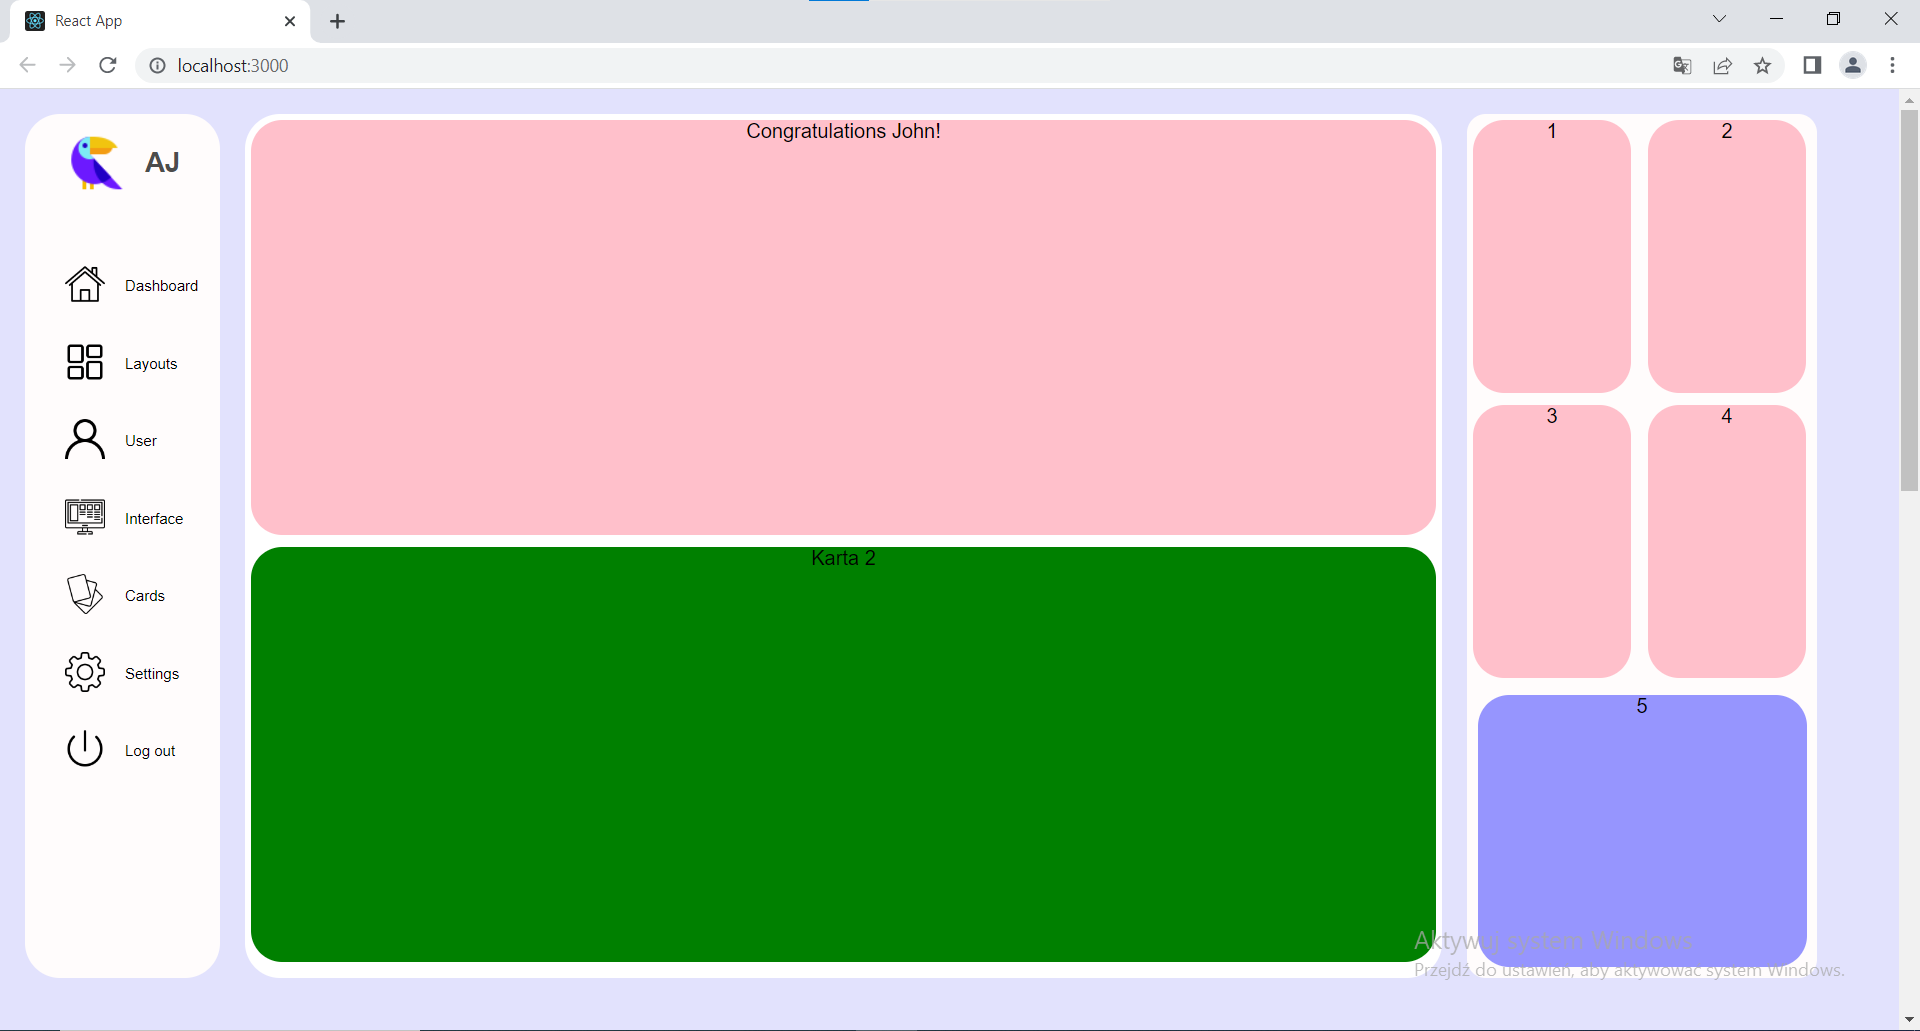 React App
localhost:3000
AJ
Dashboard
Layouts
User
Interface
Cards
Settings
Log out
Congratulations John!
Karta 2
1
2
3
4
5
Aktywuj system Windows
Przejdź do ustawień, aby aktywować system Windows.